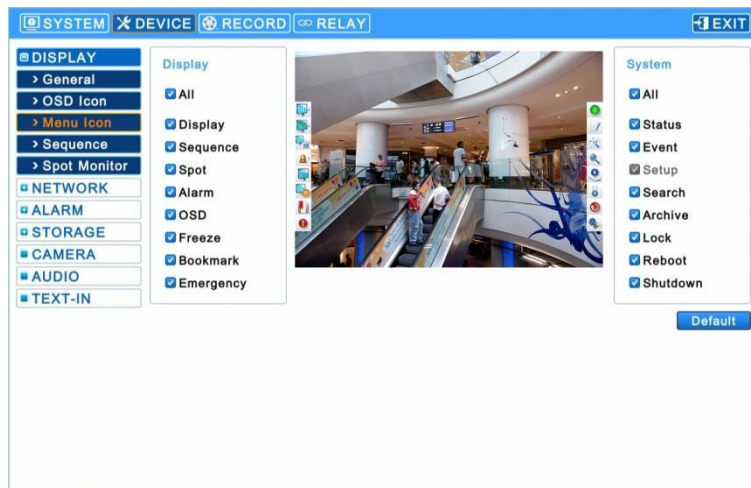 SYSTEM DEVICE RECORD RELAY EXIT
DISPLAY
> General
> OSD Icon
> Menu Icon
> Sequence
> Spot Monitor
NETWORK
ALARM
STORAGE
CAMERA
AUDIO
TEXT-IN
Display
All
Display
Sequence
Spot
Alarm
OSD
Freeze
Bookmark
Emergency
System
All
Status
Event
Setup
Search
Archive
Lock
Reboot
Shutdown
Default